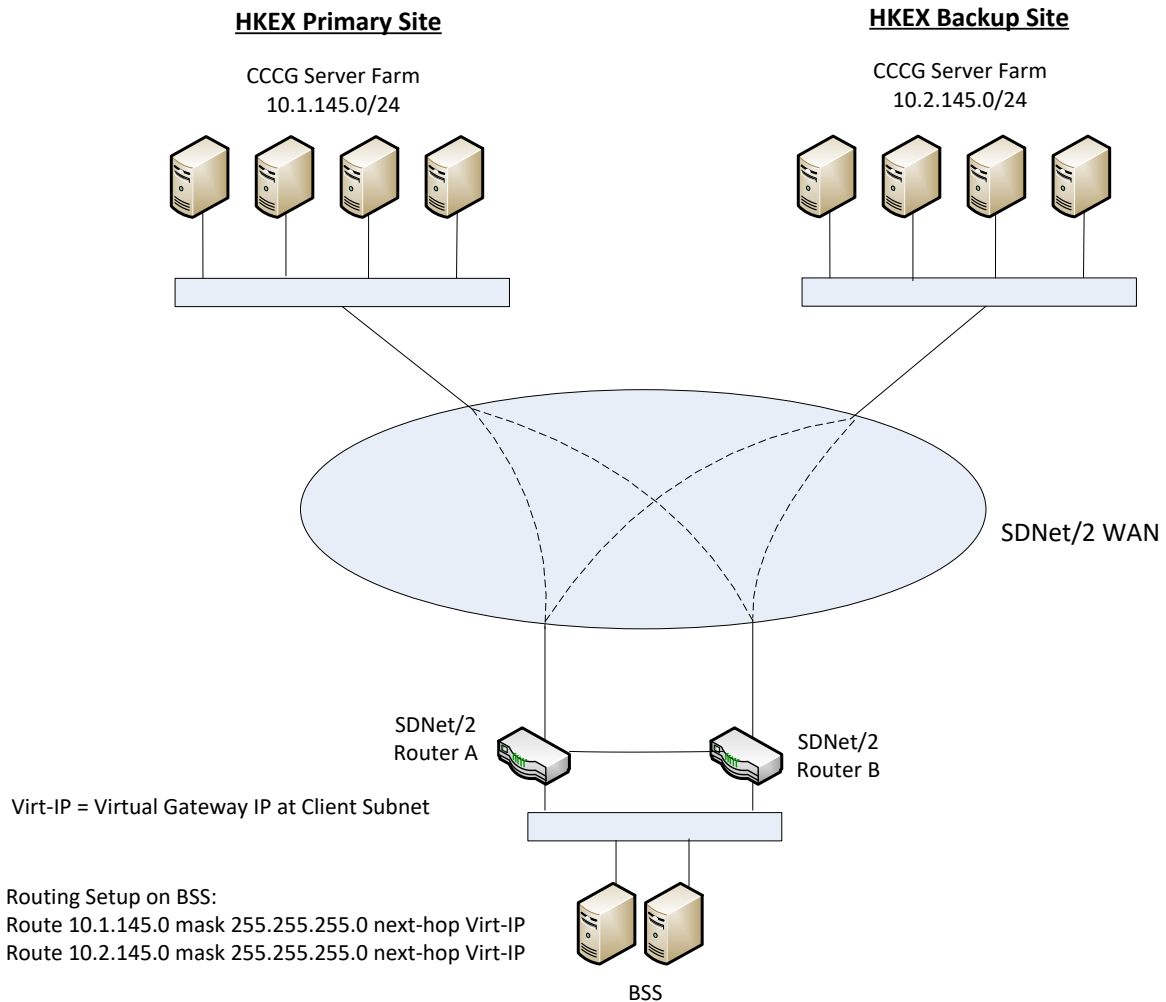 HKEX Primary Site
HKEX Backup Site
CCCG Server Farm
10.1.145.0/24
CCCG Server Farm
10.2.145.0/24
SDNet/2 WAN
SDNet/2
Router A
SDNet/2
Router B
Virt-IP = Virtual Gateway IP at Client Subnet
Routing Setup on BSS:
Route 10.1.145.0 mask 255.255.255.0 next-hop Virt-IP
Route 10.2.145.0 mask 255.255.255.0 next-hop Virt-IP
BSS